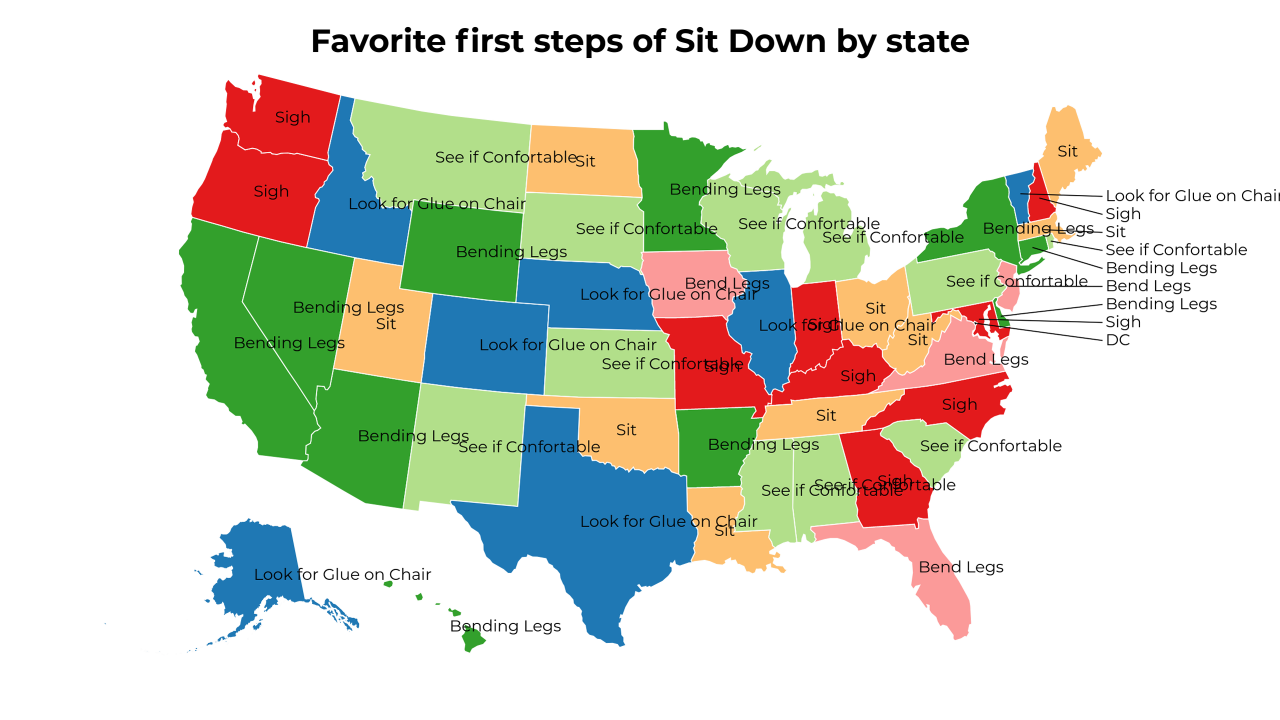 Favorite first steps of Sit Down by state
Sigh
Sit
See if Confortable
Sit
Bending Legs
Sigh
Look for Glue on Chair
Look for Glue on Chair
Sigh
See if Confortable
See if Confortable
Bending Legs
Sit
See if Confortable
See if Confortable
Bending Legs
Bending Legs
Bend Legs
See if Confortable
Bend Legs
Look for Glue on Chair
Bending Legs
Bending Legs
Sit
Sit
Look for Glue on Chair
Sigh
Sigh
DC
Sit
Bending Legs
Look for Glue on Chair
Bend Legs
See if Confortable
Sigh
Sigh
Sigh
Sit
Sit
Bending Legs
See if Confortable
Bending Legs
See if Confortable
See if Confortable
Sigh
See if Confortable
Look for Glue on Chair
Sit
Bend Legs
Look for Glue on Chair
Bending Legs